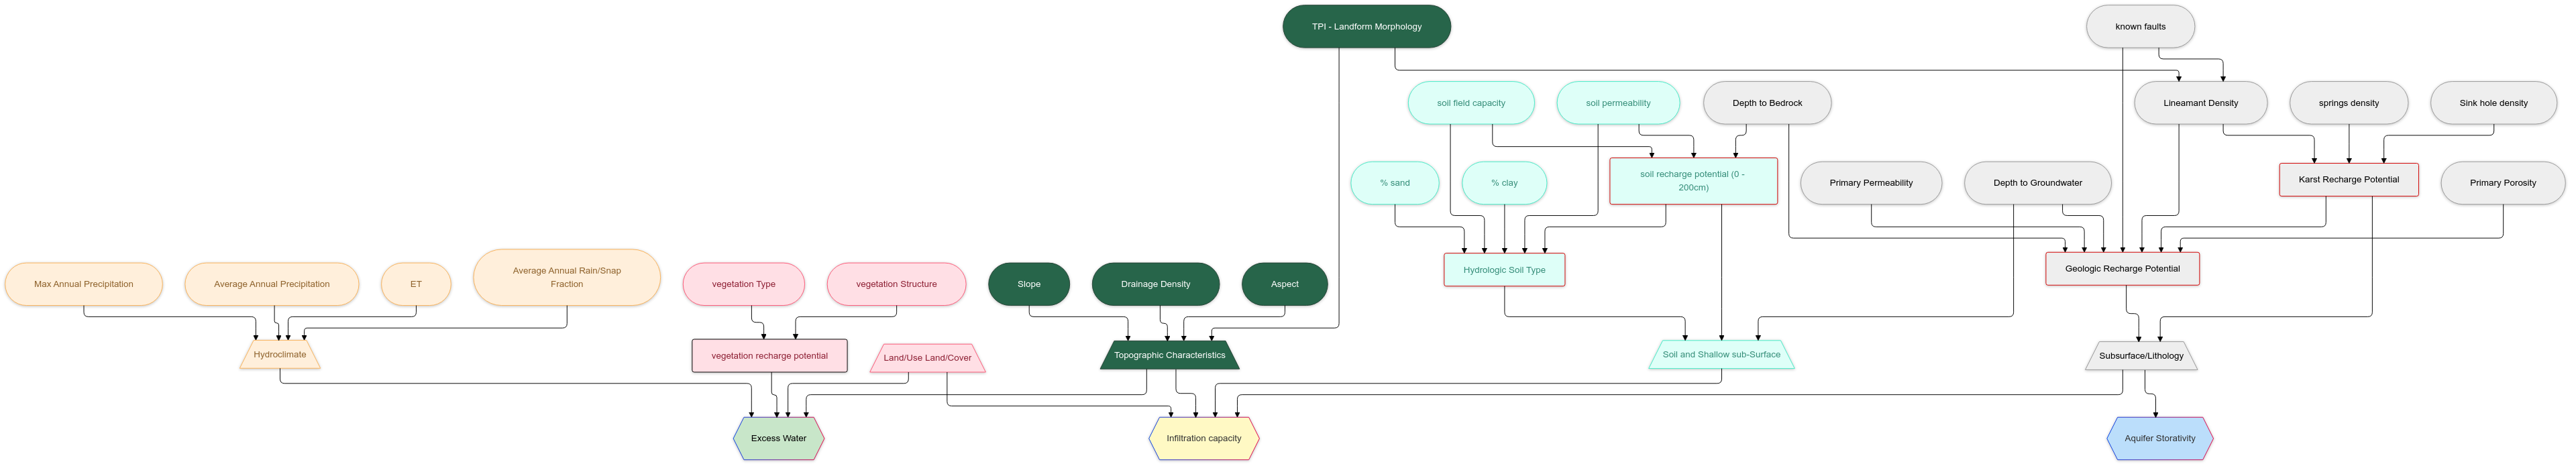 TPI - Landform Morphology
known faults
soil field capacity
soil permeability
Depth to Bedrock
Lineamant Density
springs density
Sink hole density
% sand
% clay
soil recharge potential (0 -
200cm)
Primary Permeability
Depth to Groundwater
Karst Recharge Potential
Primary Porosity
Max Annual Precipitation
Average Annual Precipitation
ET
Average Annual Rain/Snap
Fraction
vegetation Type
vegetation Structure
Slope
Drainage Density
Aspect
Hydrologic Soil Type
Geologic Recharge Potential
Hydroclimate
vegetation recharge potential
Land/Use Land/Cover
Topographic Characteristics
Soil and Shallow sub-Surface
Subsurface/Lithology
Excess Water
Infiltration capacity
Aquifer Storativity